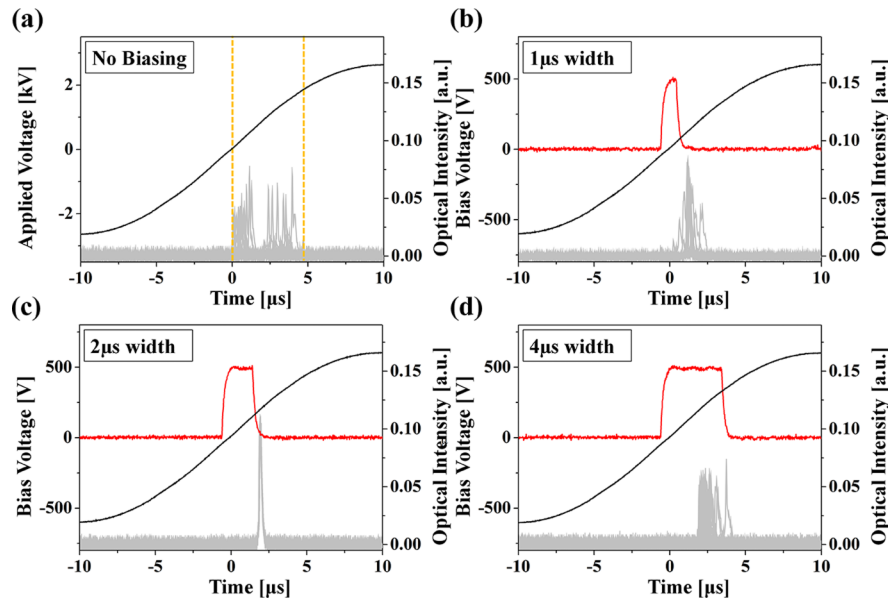 (a)
No Biasing
Applied Voltage [kV]
2
0
-2
0.15
0.10
0.05
0.00
Optical Intensity [a.u.]
-10
-5
0
5
10
Time [μs]
(b)
1μs width
Bias Voltage [V]
500
250
0
-250
-500
0.15
0.10
0.05
0.00
Optical Intensity [a.u.]
-10
-5
0
5
10
Time [μs]
(c)
2μs width
Bias Voltage [V]
500
0
-500
0.15
0.10
0.05
0.00
Optical Intensity [a.u.]
-10
-5
0
5
10
Time [μs]
(d)
4μs width
Bias Voltage [V]
500
0
-500
0.15
0.10
0.05
0.00
Optical Intensity [a.u.]
-10
-5
0
5
10
Time [μs]